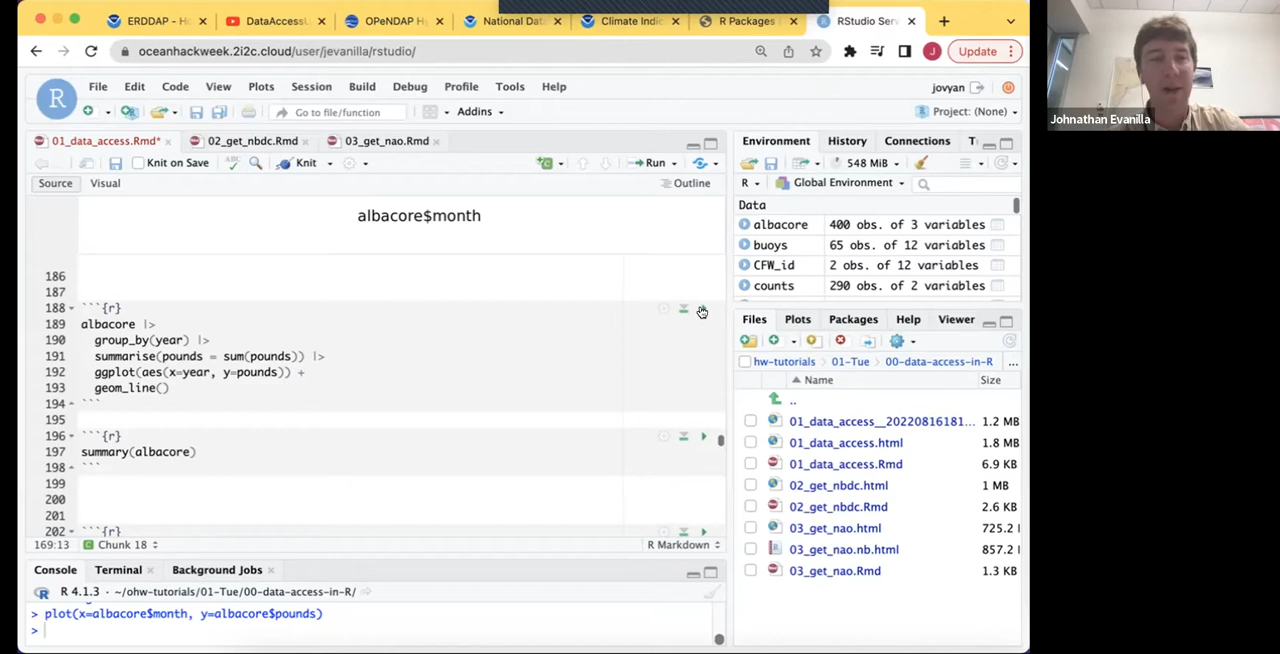 ERDDAP - Ho
DataAccessU
OPeNDAP Hy
National Data
Climate Indic
R Packages (
RStudio Serv
oceanhackweek.2i2c.cloud/user/jevanilla/rstudio/
J
Update
R
File Edit Code View Plots Session Build Debug Profile Tools Help
jovyan
Go to file/function
Addins
Project: (None)
01_data_access.Rmd*
02_get_nbdc.Rmd
03_get_nao.Rmd
Knit on Save
ABC
Knit
Run
Source Visual
Outline
albacore$month
186
187
188 ```{r}
189 albacore |>
190 group_by(year) |>
191 summarise(pounds = sum(pounds)) |>
192 ggplot(aes(x=year, y=pounds)) +
193 geom_line()
194 ```
195
196 ```{r}
197 summary(albacore)
198 ```
199
200
201
202 ```{r}
169:13 Chunk 18
R Markdown
Console Terminal Background Jobs
R 4.1.3 · ~/ohw-tutorials/01-Tue/00-data-access-in-R/
> plot(x=albacore$month, y=albacore$pounds)
>
Environment History Connections T
548 MiB
R Global Environment
Data
albacore 400 obs. of 3 variables
buoys 65 obs. of 12 variables
CFW_id 2 obs. of 12 variables
counts 290 obs. of 2 variables
Files Plots Packages Help Viewer
hw-tutorials 01-Tue 00-data-access-in-R ...
Name Size
..
01_data_access__20220816181... 1.2 MB
01_data_access.html 1.8 MB
01_data_access.Rmd 6.9 KB
02_get_nbdc.html 1 MB
02_get_nbdc.Rmd 2.6 KB
03_get_nao.html 725.2
03_get_nao.nb.html 857.2
03_get_nao.Rmd 1.3 KB
Johnathan Evanilla